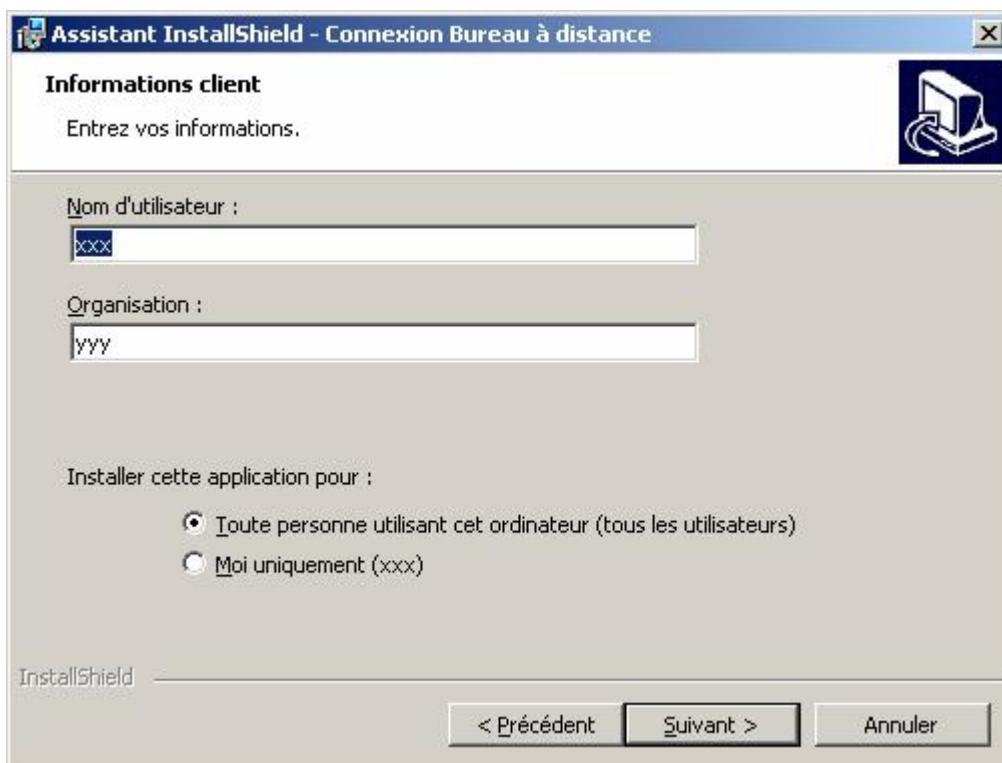 Assistant InstallShield - Connexion Bureau à distance
Informations client
Entrez vos informations.
Nom d'utilisateur :
xxx
Organisation :
yyy
Installer cette application pour :
Toute personne utilisant cet ordinateur (tous les utilisateurs)
Moi uniquement (xxx)
InstallShield
< Précédent Suivant > Annuler